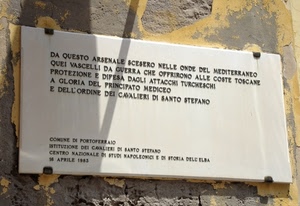 DA QUESTO ARSENALE SCESERO NELLE ONDE DEL MEDITERRANEO
QUEI VASCELLI DA GUERRA CHE OFFRIRONO ALLE COSTE TOSCANE
PROTEZIONE E DIFESA DAGLI ATTACCHI TURCHESCHI
A GLORIA DEL PRINCIPATO MEDICEO
E DELL'ORDINE DEI CAVALIERI DI SANTO STEFANO
COMUNE DI PORTOFERRAIO
ISTITUZIONE DEI CAVALIERI DI SANTO STEFANO
CENTRO NAZIONALE DI STUDI NAPOLEONICI E DI STORIA DELL'ELBA
16 APRILE 1983